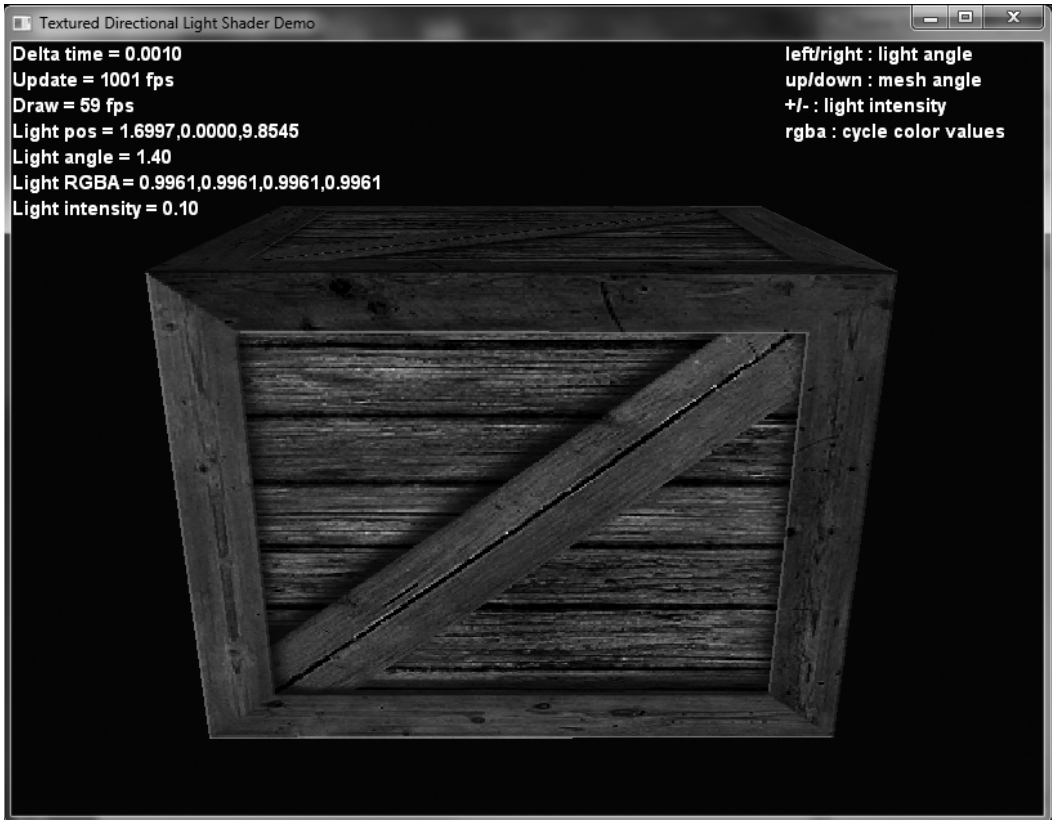 Textured Directional Light Shader Demo
Delta time = 0.0010
Update = 1001 fps
Draw = 59 fps
Light pos = 1.6997,0.0000,9.8545
Light angle = 1.40
Light RGBA = 0.9961,0.9961,0.9961,0.9961
Light intensity = 0.10
left/right : light angle
up/down : mesh angle
+/- : light intensity
rgba : cycle color values